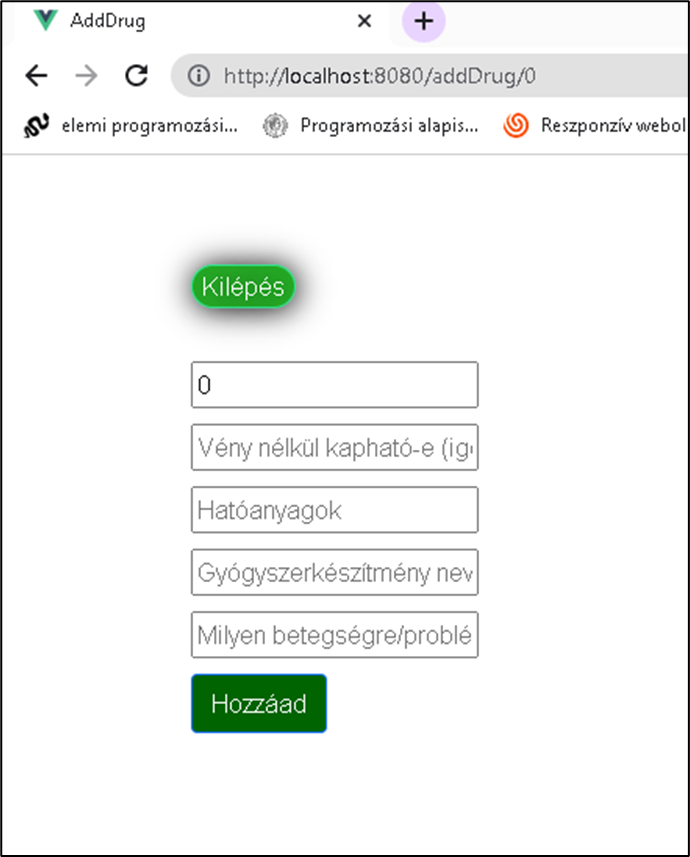 AddDrug
http://localhost:8080/addDrug/0
elemi programozási... Programozási alapis... Reszponzív webol
Kilépés
0
Vény nélkül kapható-e (ig
Hatóanyagok
Gyógyszerkészítmény nev
Milyen betegségre/problé
Hozzáad